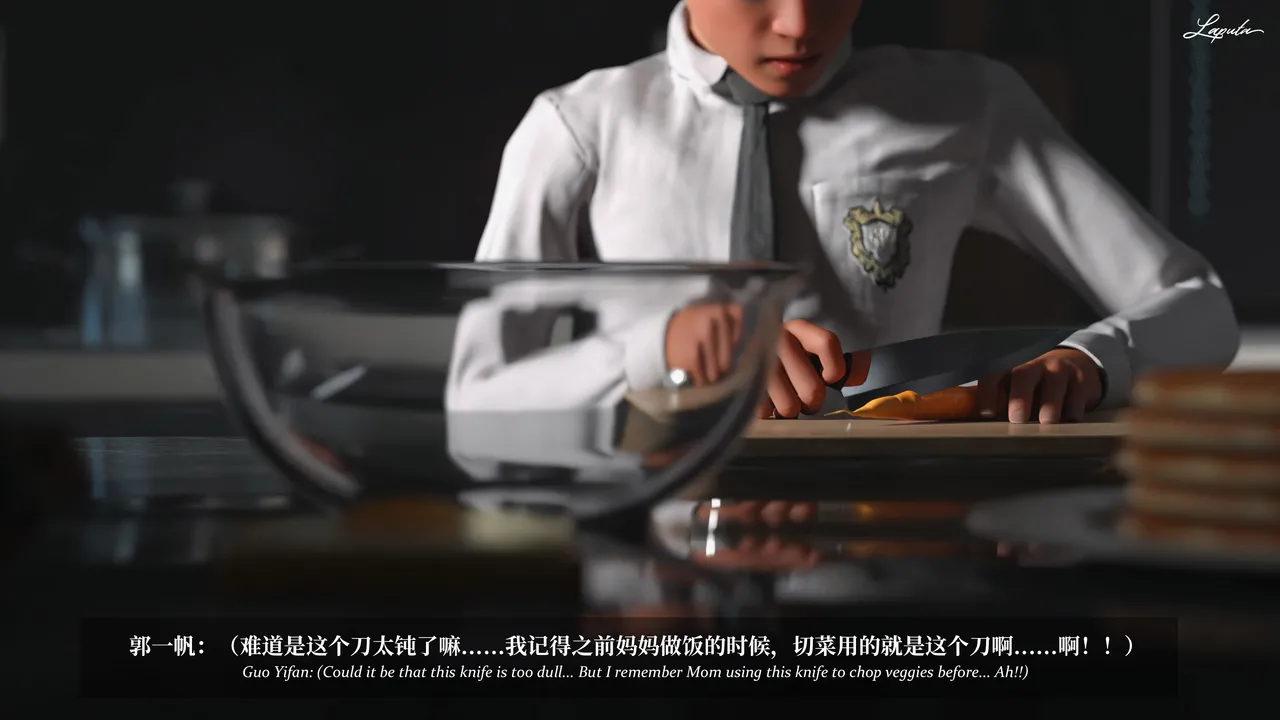 Laputa
郭一帆：（难道是这个刀太钝了嘛……我记得之前妈妈做饭的时候，切菜用的就是这个刀啊……啊！！）
Guo Yifan: (Could it be that this knife is too dull... But I remember Mom using this knife to chop veggies before... Ah!!)